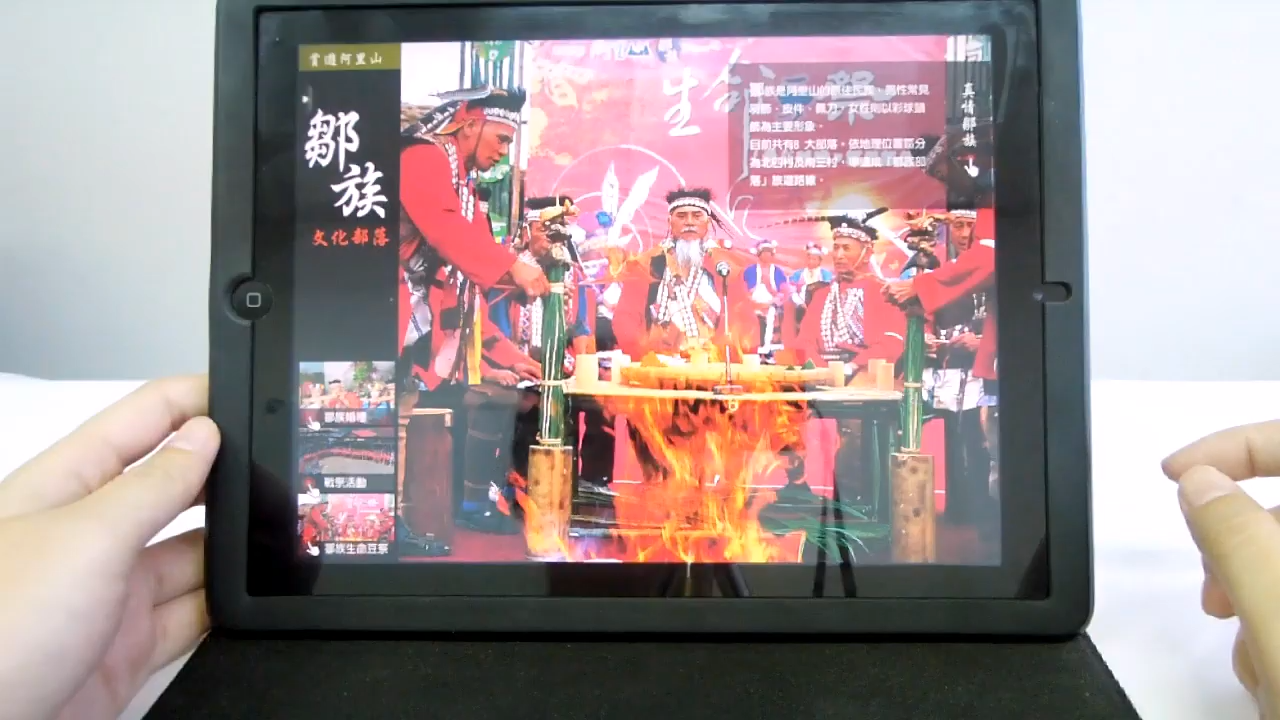 賞遊阿里山
鄒族
文化部落
生命豆祭
鄒族是阿里山的原住民族，男性常見
頭飾、皮件、佩刀，女性則以彩球頭
飾為主要形象。
目前共有8 大部落，依地理位置區分
為北四村及南三村，串連成「鄒族部
落」旅遊路線。
真情鄒族
鄒族婚禮
戰祭活動
鄒族生命豆祭